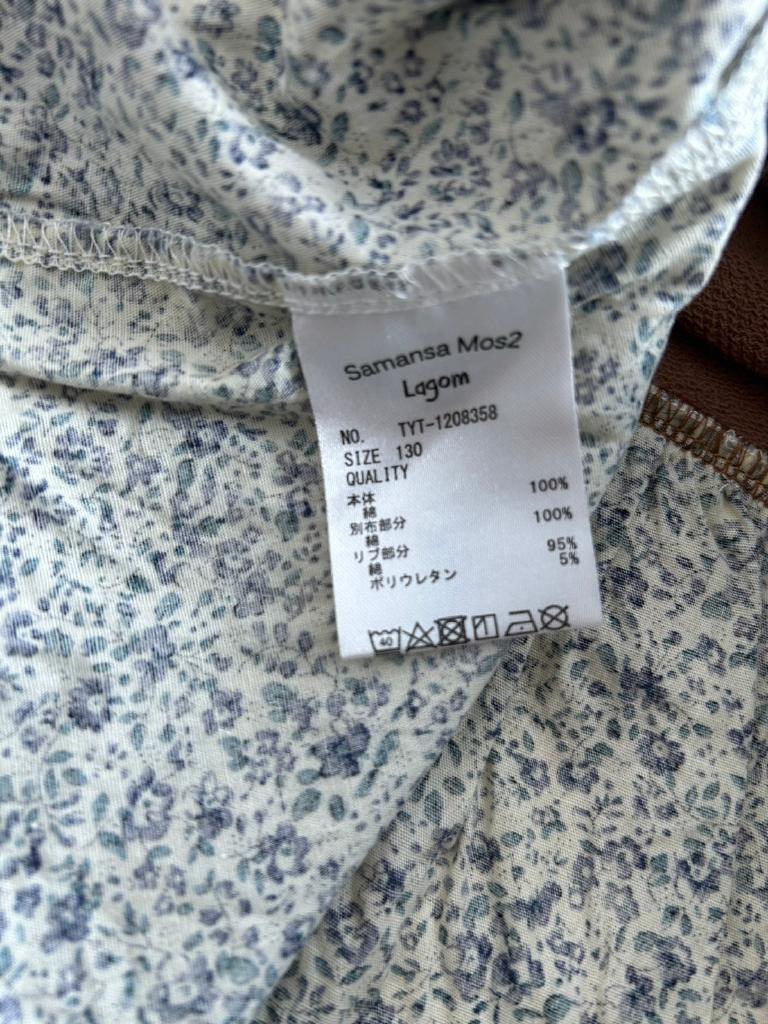 Samansa Mos2
Lagom
NO. TYT-1208358
SIZE 130
QUALITY
本体
綿 100%
別布部分
綿 100%
リブ部分
綿 95%
ポリウレタン 5%
40